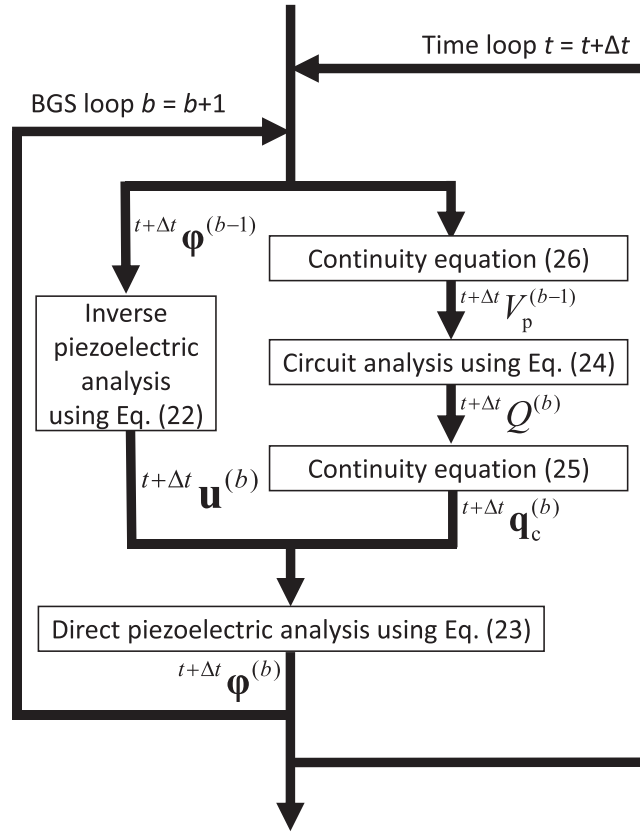 Time loop t = t+Δt
BGS loop b = b+1
t+Δt φ(b−1)
Continuity equation (26)
t+Δt Vp(b−1)
Inverse
piezoelectric
analysis
using Eq. (22)
Circuit analysis using Eq. (24)
t+Δt Q(b)
Continuity equation (25)
t+Δt u(b)
t+Δt qc(b)
Direct piezoelectric analysis using Eq. (23)
t+Δt φ(b)